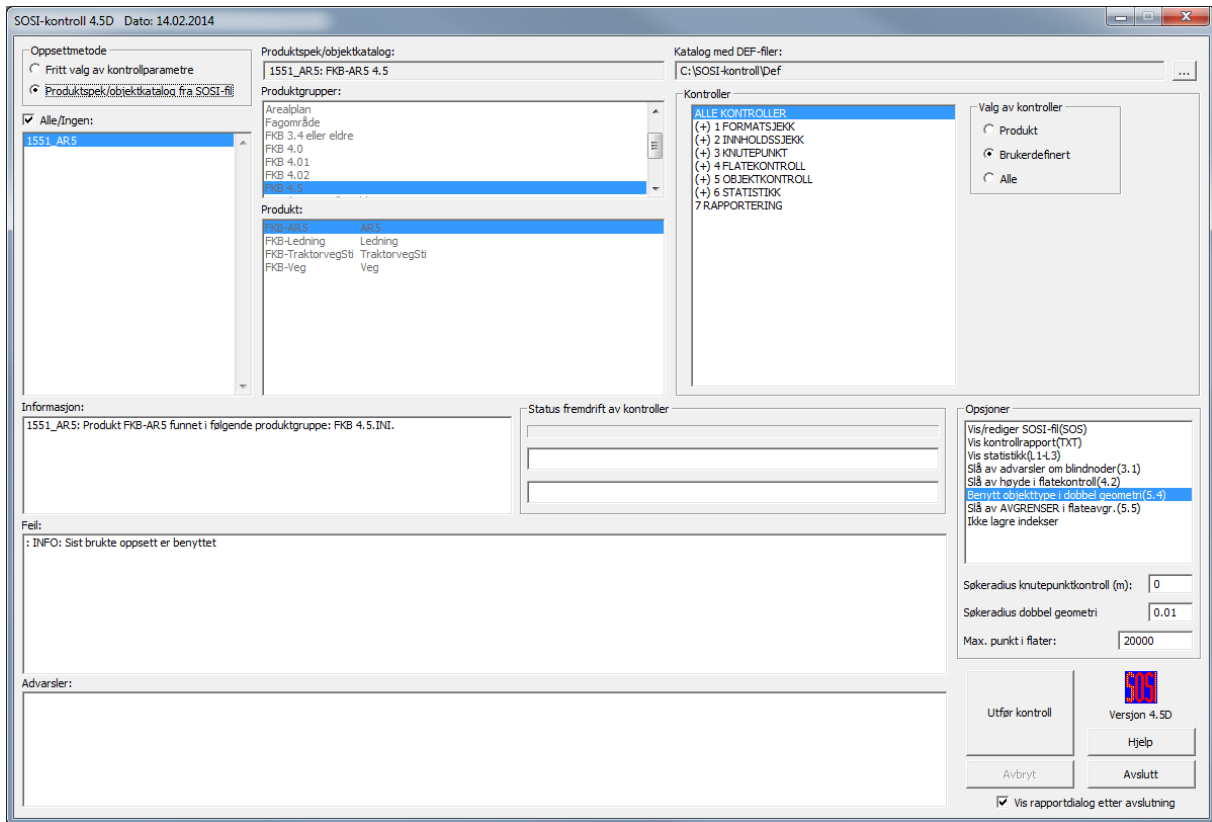 SOSI-kontroll 4.5D   Dato: 14.02.2014
Oppsettmetode
Fritt valg av kontrollparametre
Produktspek/objektkatalog fra SOSI-fil
Alle/Ingen:
1551_AR5
Produktspek/objektkatalog:
1551_AR5: FKB-AR5 4.5
Produktgrupper:
Arealplan
Fagområde
FKB 3.4 eller eldre
FKB 4.0
FKB 4.01
FKB 4.02
FKB 4.5
Produkt:
FKB-AR5 AR5
FKB-Ledning Ledning
FKB-TraktorvegSti TraktorvegSti
FKB-Veg Veg
Katalog med DEF-filer:
C:\SOSI-kontroll\Def
...
Kontroller
ALLE KONTROLLER
(+) 1 FORMATSJEKK
(+) 2 INNHOLDSSJEKK
(+) 3 KNUTEPUNKT
(+) 4 FLATEKONTROLL
(+) 5 OBJEKTKONTROLL
(+) 6 STATISTIKK
7 RAPPORTERING
Valg av kontroller
Produkt
Brukerdefinert
Alle
Informasjon:
1551_AR5: Produkt FKB-AR5 funnet i følgende produktgruppe: FKB 4.5.INI.
Status fremdrift av kontroller
Opsjoner
Vis/rediger SOSI-fil(SOS)
Vis kontrollrapport(TXT)
Vis statistikk(L1-L3)
Slå av advarsler om blindnoder(3.1)
Slå av høyde i flatekontroll(4.2)
Benytt objekttype i dobbel geometri(5.4)
Slå av AVGRENSER i flateavgr.(5.5)
Ikke lagre indekser
Søkeradius knutepunktkontroll (m): 0
Søkeradius dobbel geometri 0.01
Max. punkt i flater: 20000
Feil:
: INFO: Sist brukte oppsett er benyttet
Advarsler:
Utfør kontroll
SOSI
Versjon 4.5D
Hjelp
Avbryt
Avslutt
Vis rapportdialog etter avslutning